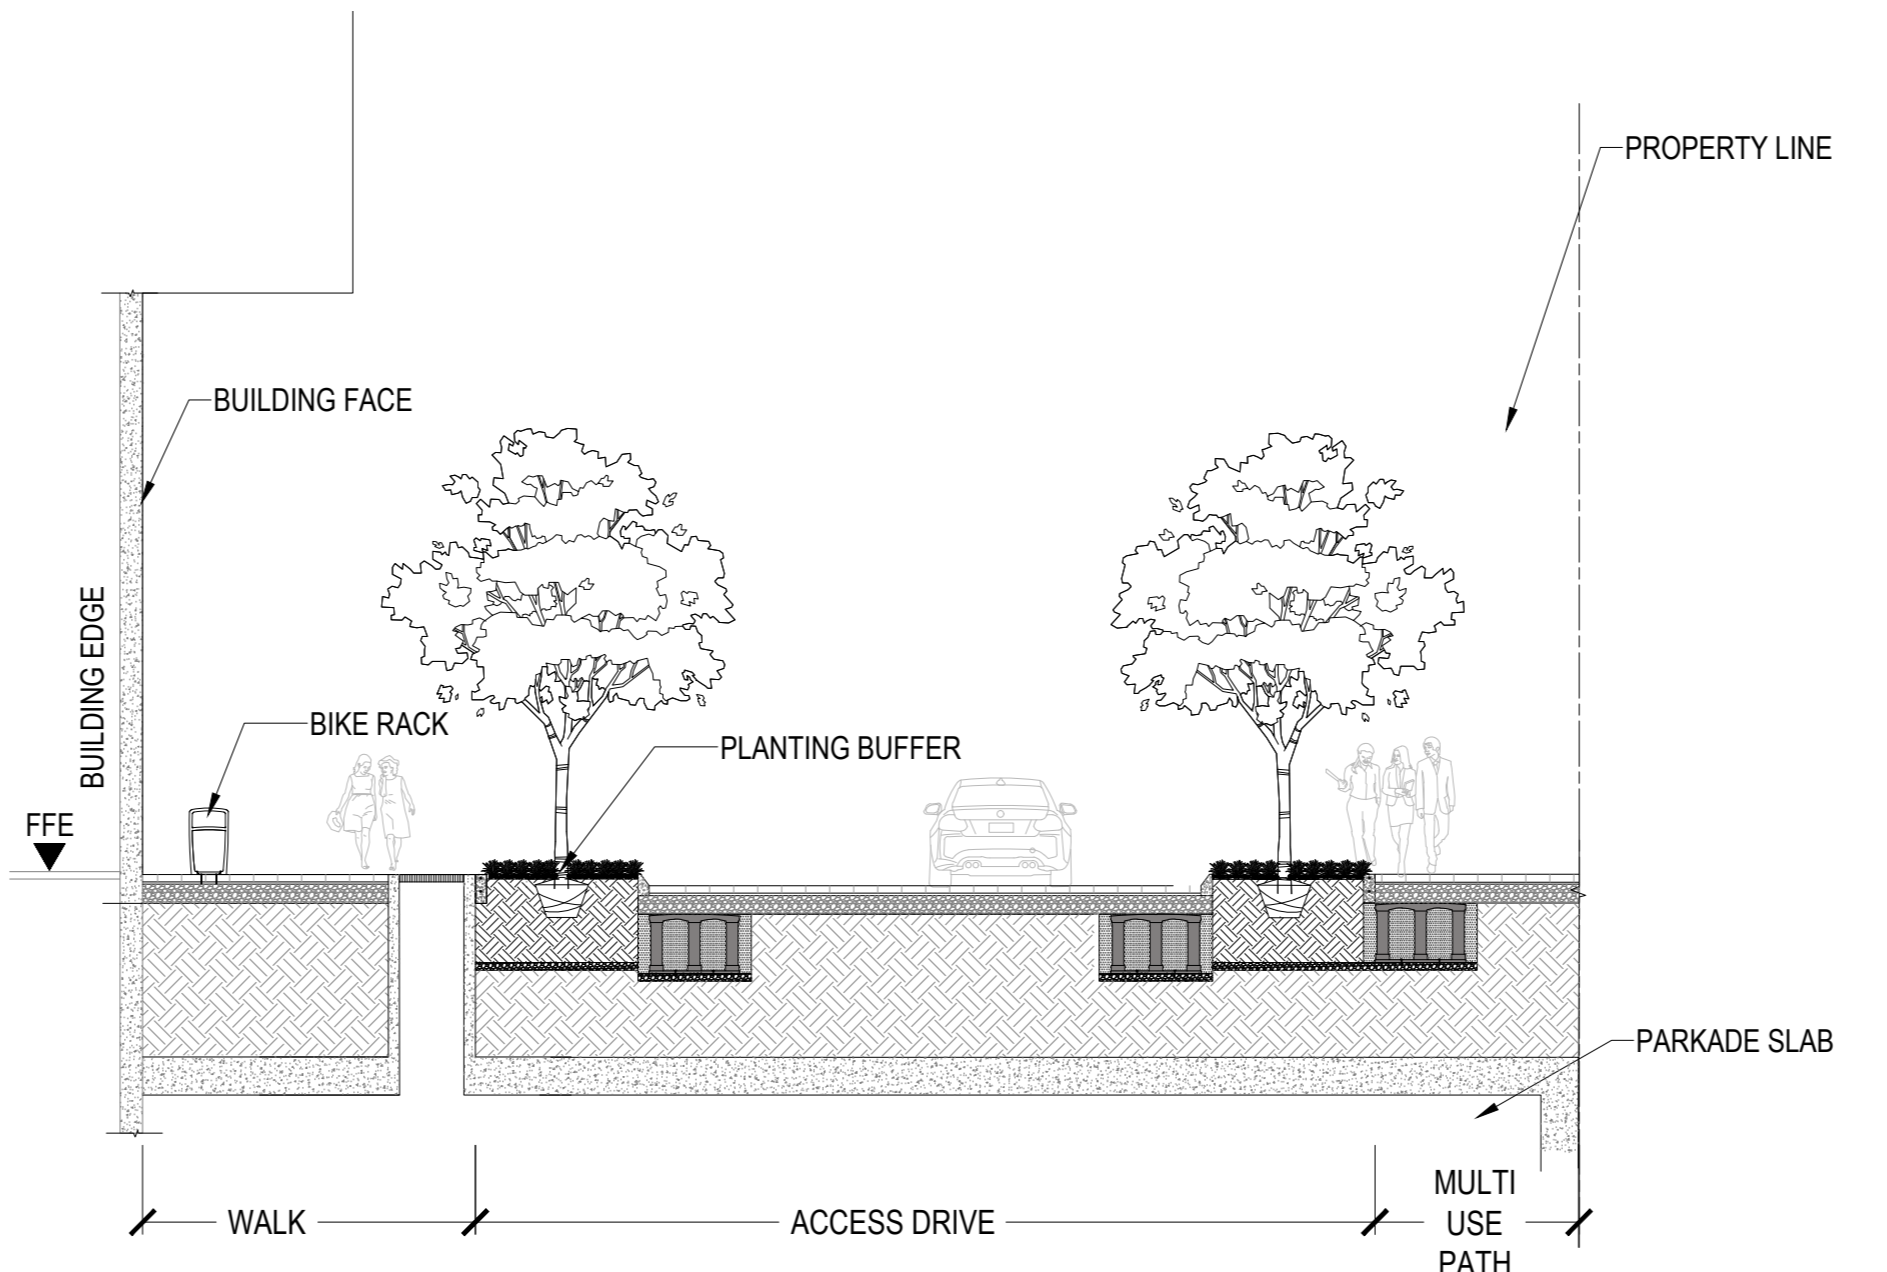 PROPERTY LINE
BUILDING FACE
BUILDING EDGE
BIKE RACK
PLANTING BUFFER
FFE
PARKADE SLAB
WALK
ACCESS DRIVE
MULTI
USE
PATH